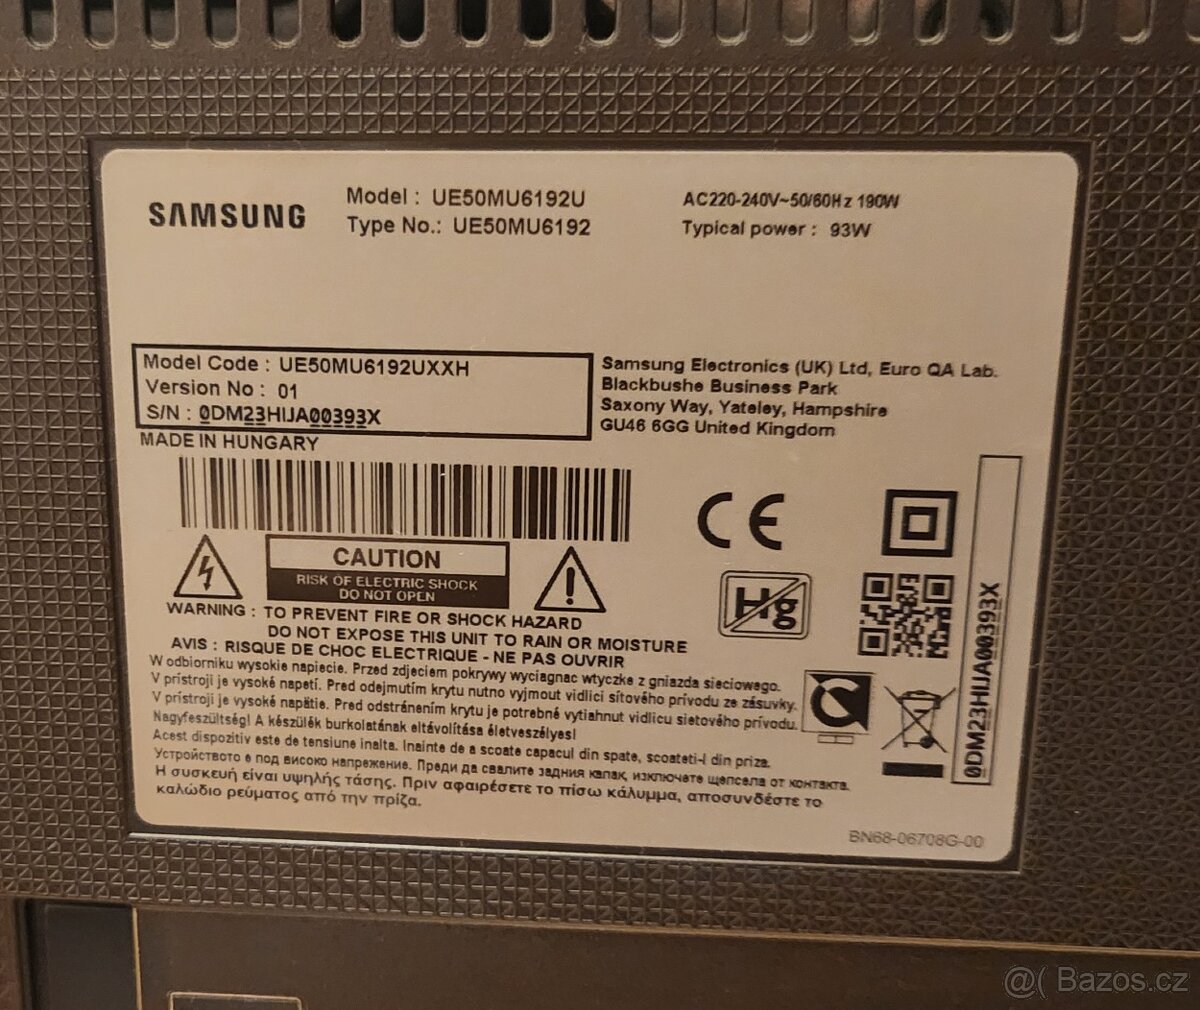 SAMSUNG
Model : UE50MU6192U
Type No.: UE50MU6192
AC220-240V~50/60Hz 190W
Typical power : 93W
Model Code : UE50MU6192UXXH
Version No : 01
S/N : 0DM23HIJA00393X
MADE IN HUNGARY
Samsung Electronics (UK) Ltd, Euro QA Lab.
Blackbushe Business Park
Saxony Way, Yateley, Hampshire
GU46 6GG United Kingdom
CE
CAUTION
RISK OF ELECTRIC SHOCK
DO NOT OPEN
Hg
WARNING : TO PREVENT FIRE OR SHOCK HAZARD
DO NOT EXPOSE THIS UNIT TO RAIN OR MOISTURE
AVIS : RISQUE DE CHOC ELECTRIQUE - NE PAS OUVRIR
W odbiorniku wysokie napiecie. Przed zdjeciem pokrywy wyciagnac wtyczke z gniazda sieciowego.
V prístroji je vysoké napetí. Pred odejmutím krytu nutno vyjmout vidlici sítového prívodu ze zásuvky.
V prístroji je vysoké napätie. Pred odstránením krytu je potrebné vytiahnut vidlicu sietového prívodu.
Nagyfeszültség! A készülék burkolatának eltávolítása életveszélyes!
Acest dispozitiv este de tensiune inalta. Inainte de a scoate capacul din spate, scoateti-l din priza.
Устройството е под високо напрежение. Преди да свалите задния капак, изключете щепсела от контакта.
Η συσκευή είναι υψηλής τάσης. Πριν αφαιρέσετε το πίσω κάλυμμα, αποσυνδέστε το
καλώδιο ρεύματος από την πρίζα.
0DM23HIJA00393X
BN68-06708G-00
@( Bazos.cz